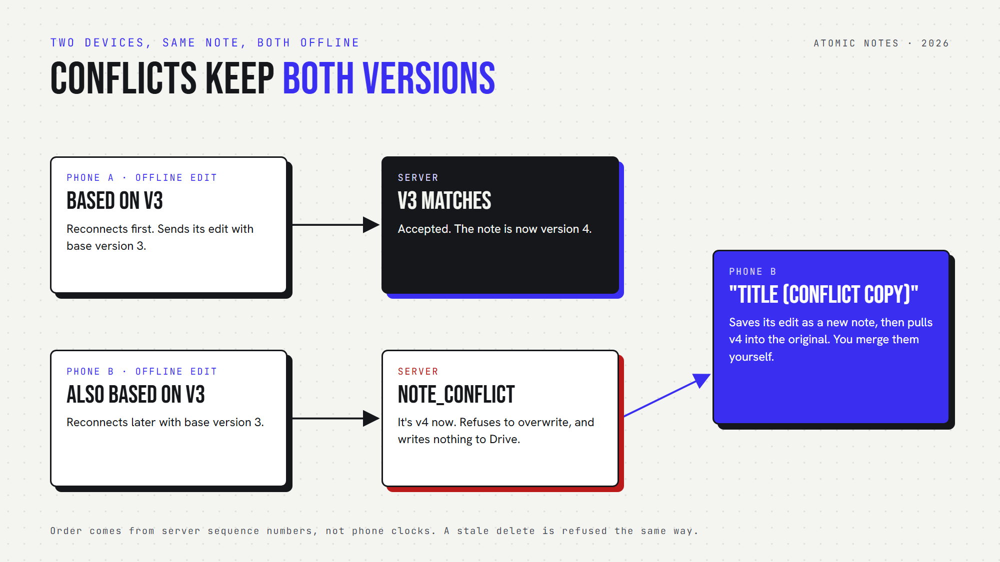 TWO DEVICES, SAME NOTE, BOTH OFFLINE
ATOMIC NOTES · 2026
CONFLICTS KEEP BOTH VERSIONS
PHONE A · OFFLINE EDIT
BASED ON V3
Reconnects first. Sends its edit with
base version 3.
SERVER
V3 MATCHES
Accepted. The note is now version 4.
PHONE B · OFFLINE EDIT
ALSO BASED ON V3
Reconnects later with base version 3.
SERVER
NOTE_CONFLICT
It's v4 now. Refuses to overwrite, and
writes nothing to Drive.
PHONE B
"TITLE (CONFLICT COPY)"
Saves its edit as a new note, then pulls
v4 into the original. You merge them
yourself.
Order comes from server sequence numbers, not phone clocks. A stale delete is refused the same way.